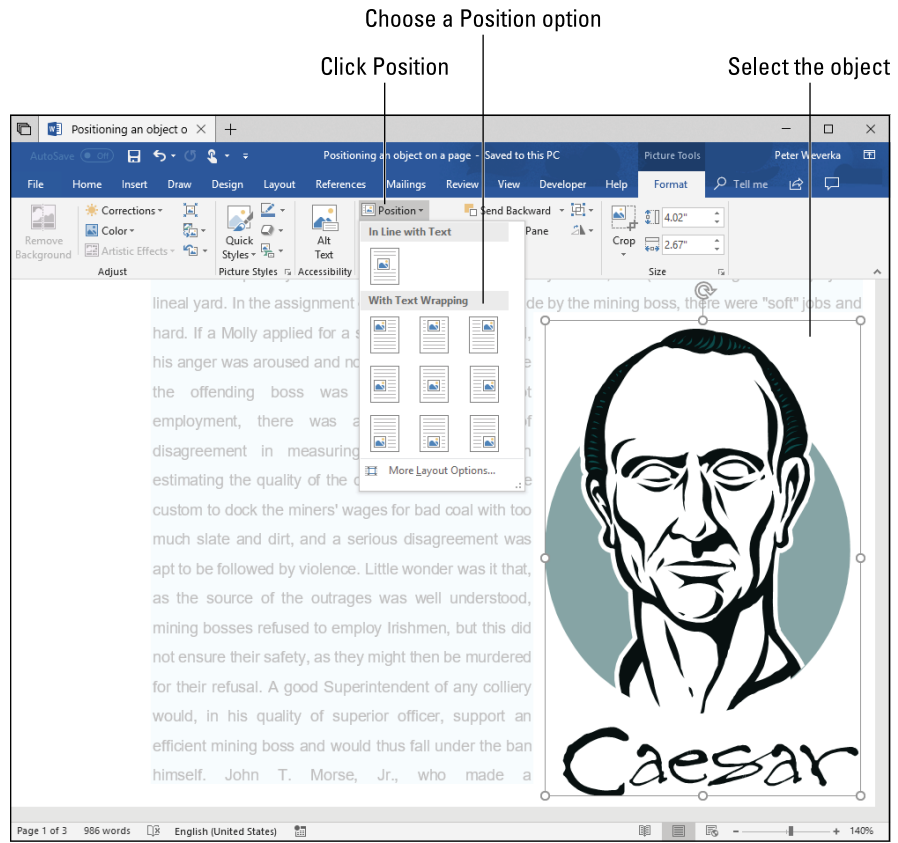 Choose a Position option
Click Position
Select the object
Positioning an object o
AutoSave Off
Positioning an object on a page - Saved to this PC
Picture Tools
Peter Weverka
File Home Insert Draw Design Layout References Mailings Review View Developer Help Format Tell me
Remove
Background
Corrections
Color
Artistic Effects
Adjust
Quick
Styles
Picture Styles
Alt
Text
Accessibility
Position
Send Backward
Pane
Crop
4.02"
2.67"
Size
In Line with Text
With Text Wrapping
More Layout Options...
lineal yard. In the assignment de by the mining boss, there were "soft" jobs and
hard. If a Molly applied for a s
his anger was aroused and no e
the offending boss was
employment, there was a of
disagreement in measuring
estimating the quality of the e
custom to dock the miners' wages for bad coal with too
much slate and dirt, and a serious disagreement was
apt to be followed by violence. Little wonder was it that,
as the source of the outrages was well understood,
mining bosses refused to employ Irishmen, but this did
not ensure their safety, as they might then be murdered
for their refusal. A good Superintendent of any colliery
would, in his quality of superior officer, support an
efficient mining boss and would thus fall under the ban
himself. John T. Morse, Jr., who made a
Caesar
Page 1 of 3 986 words English (United States) 140%